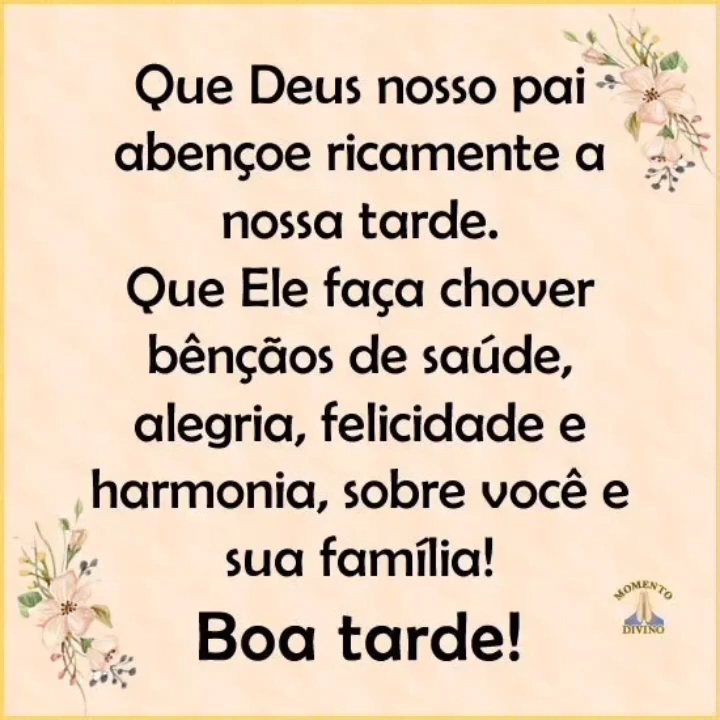 Que Deus nosso pai
abençoe ricamente a
nossa tarde.
Que Ele faça chover
bênçãos de saúde,
alegria, felicidade e
harmonia, sobre você e
sua família!
Boa tarde!
MOMENTO
DIVINO